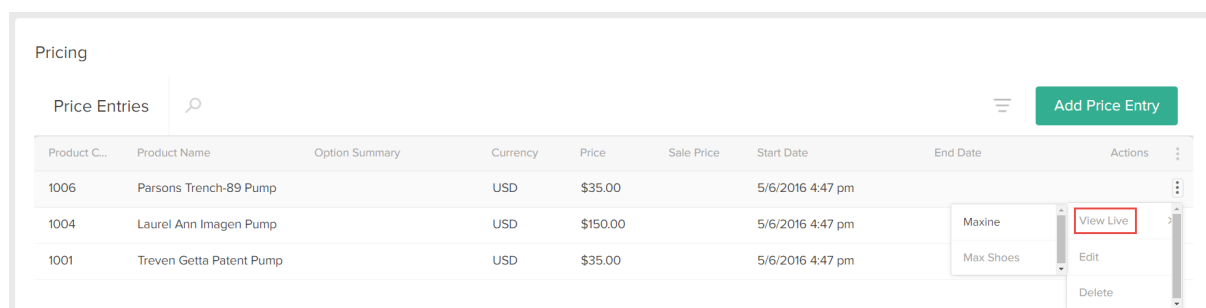 Pricing
Price Entries Add Price Entry
Product C... Product Name Option Summary Currency Price Sale Price Start Date End Date Actions
1006 Parsons Trench-89 Pump USD $35.00 5/6/2016 4:47 pm
1004 Laurel Ann Imagen Pump USD $150.00 5/6/2016 4:47 pm Maxine View Live
1001 Treven Getta Patent Pump USD $35.00 5/6/2016 4:47 pm Max Shoes Edit
Delete